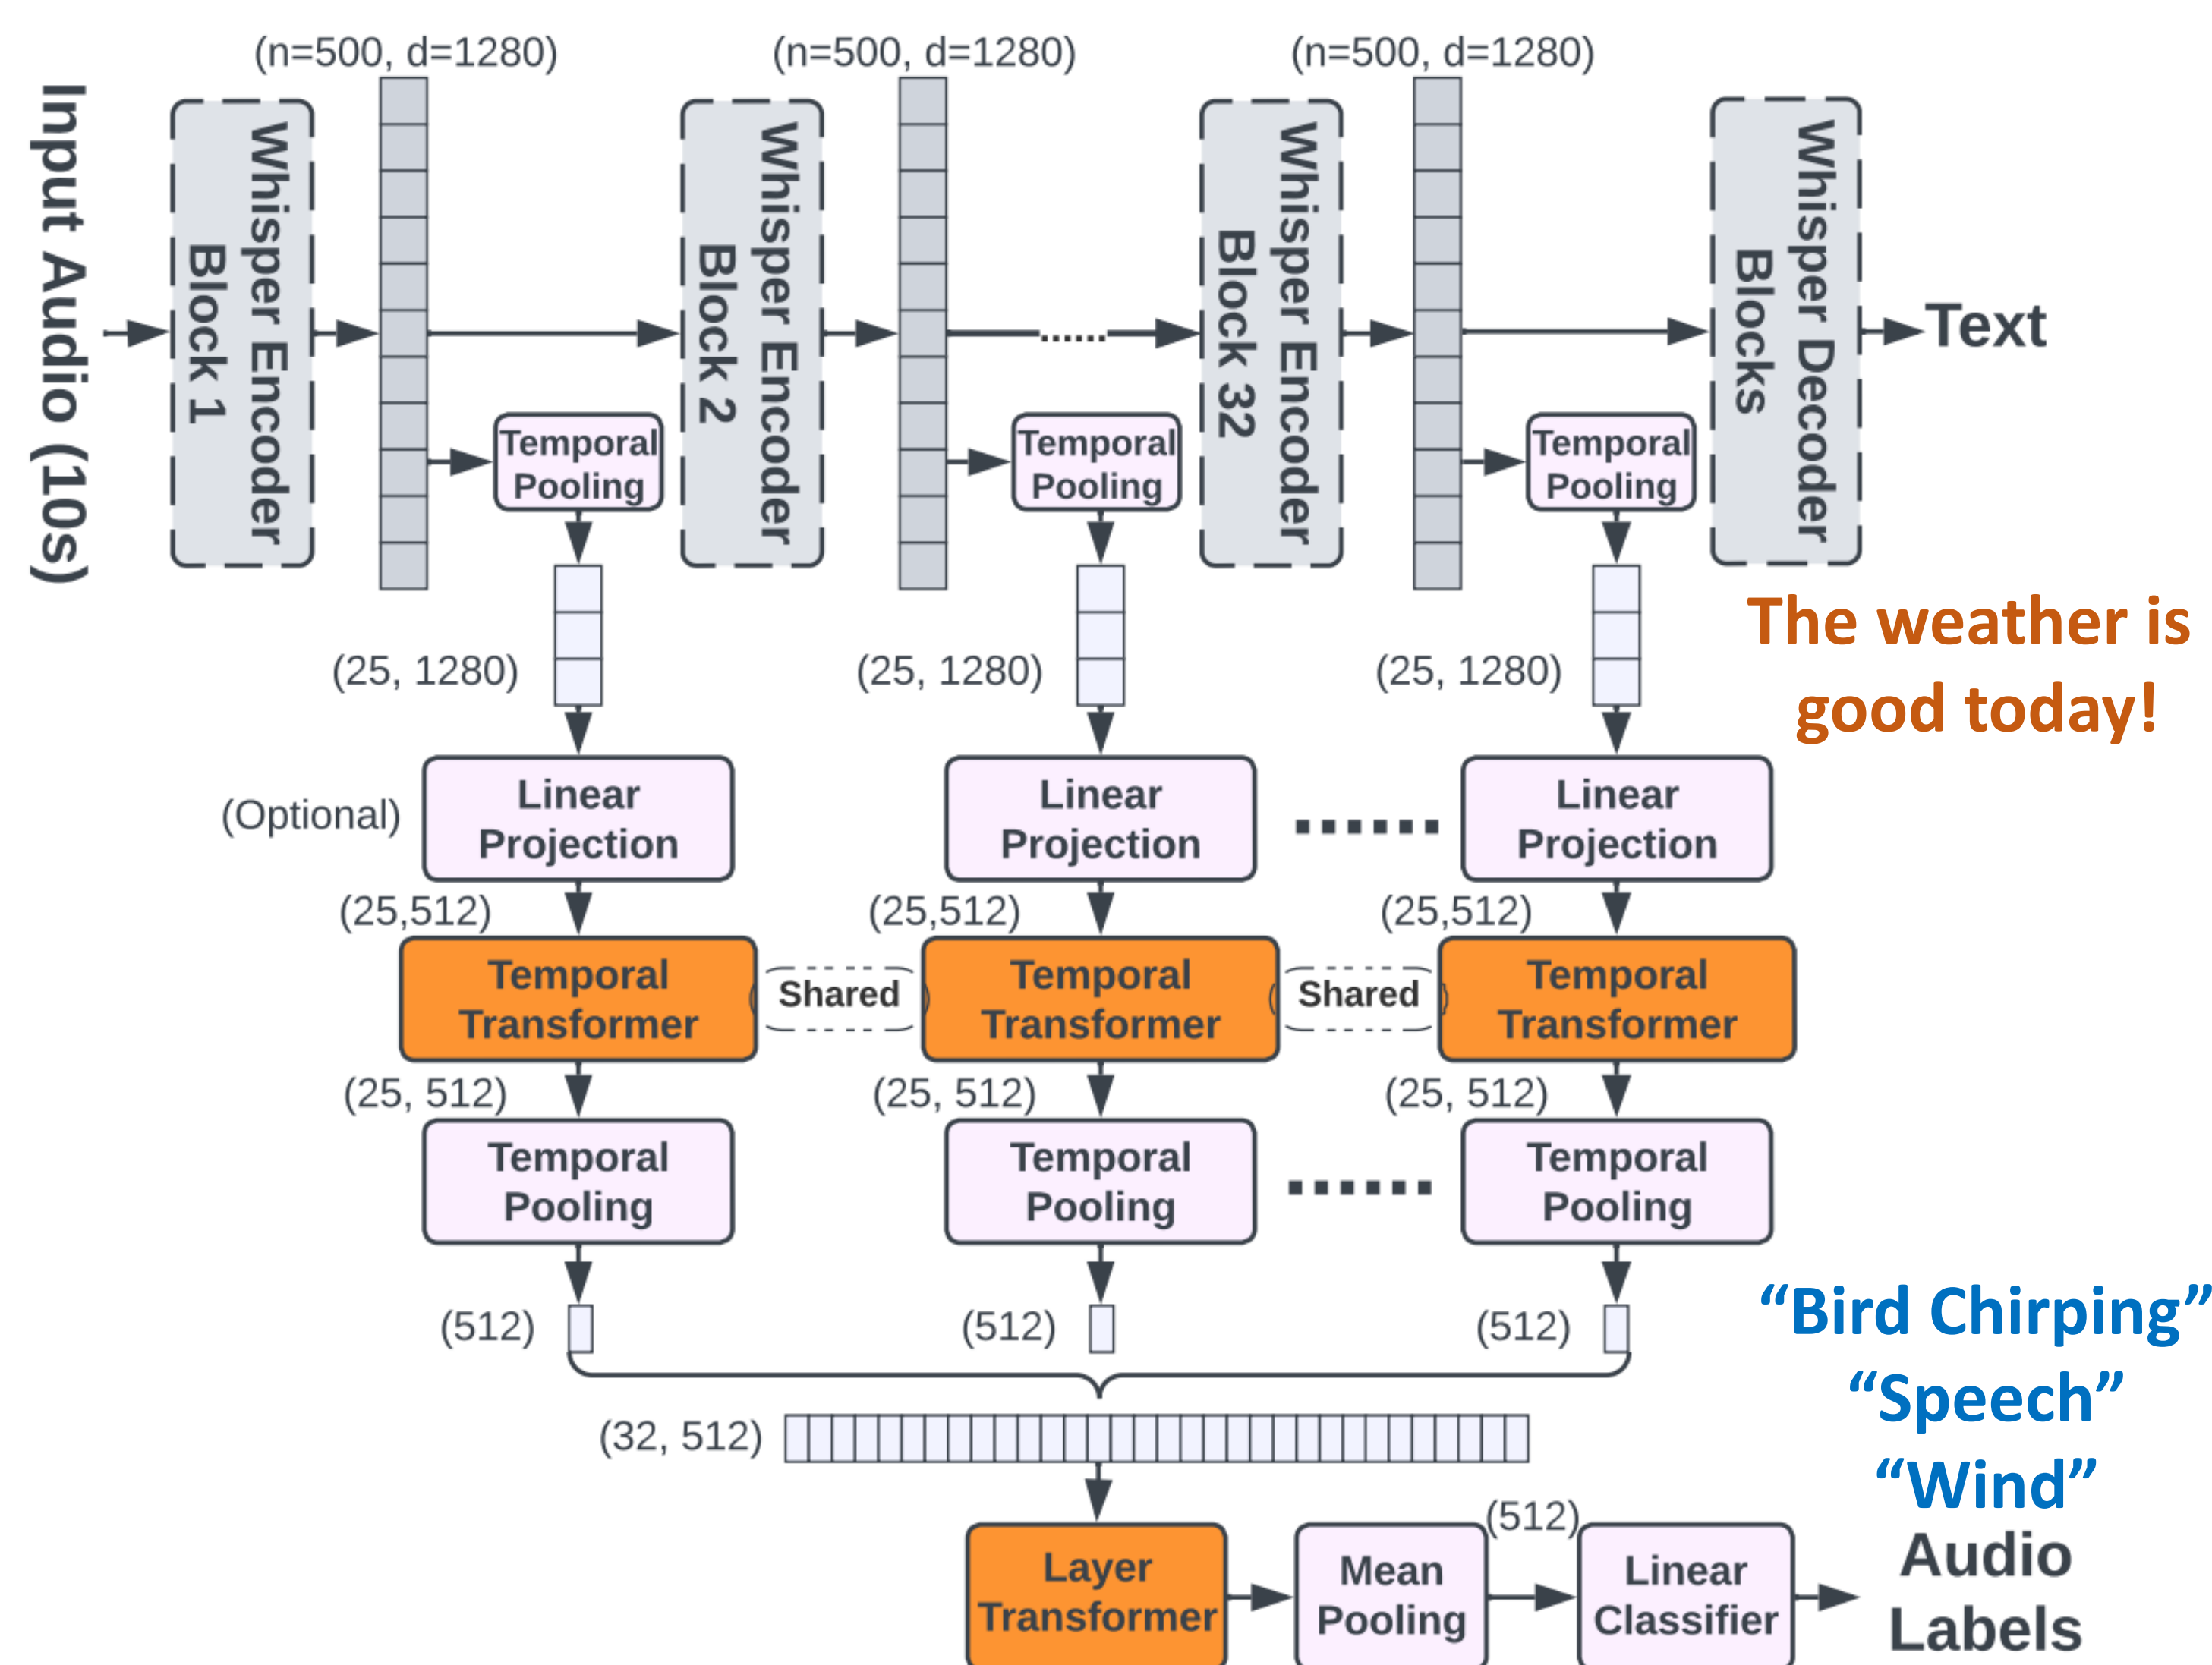 (n=500, d=1280)
(n=500, d=1280)
(n=500, d=1280)
Input Audio (10s)
Whisper Encoder
Block 1
Whisper Encoder
Block 2
Whisper Encoder
Block 32
Whisper Decoder
Blocks
Text
......
Temporal
Pooling
Temporal
Pooling
Temporal
Pooling
The weather is
good today!
(25, 1280)
(25, 1280)
(25, 1280)
(Optional)
Linear
Projection
Linear
Projection
......
Linear
Projection
(25,512)
(25,512)
(25,512)
Temporal
Transformer
Shared
Temporal
Transformer
Shared
Temporal
Transformer
(25, 512)
(25, 512)
(25, 512)
Temporal
Pooling
Temporal
Pooling
......
Temporal
Pooling
(512)
(512)
(512)
“Bird Chirping”
“Speech”
“Wind”
(32, 512)
Layer
Transformer
Mean
Pooling
(512)
Linear
Classifier
Audio
Labels